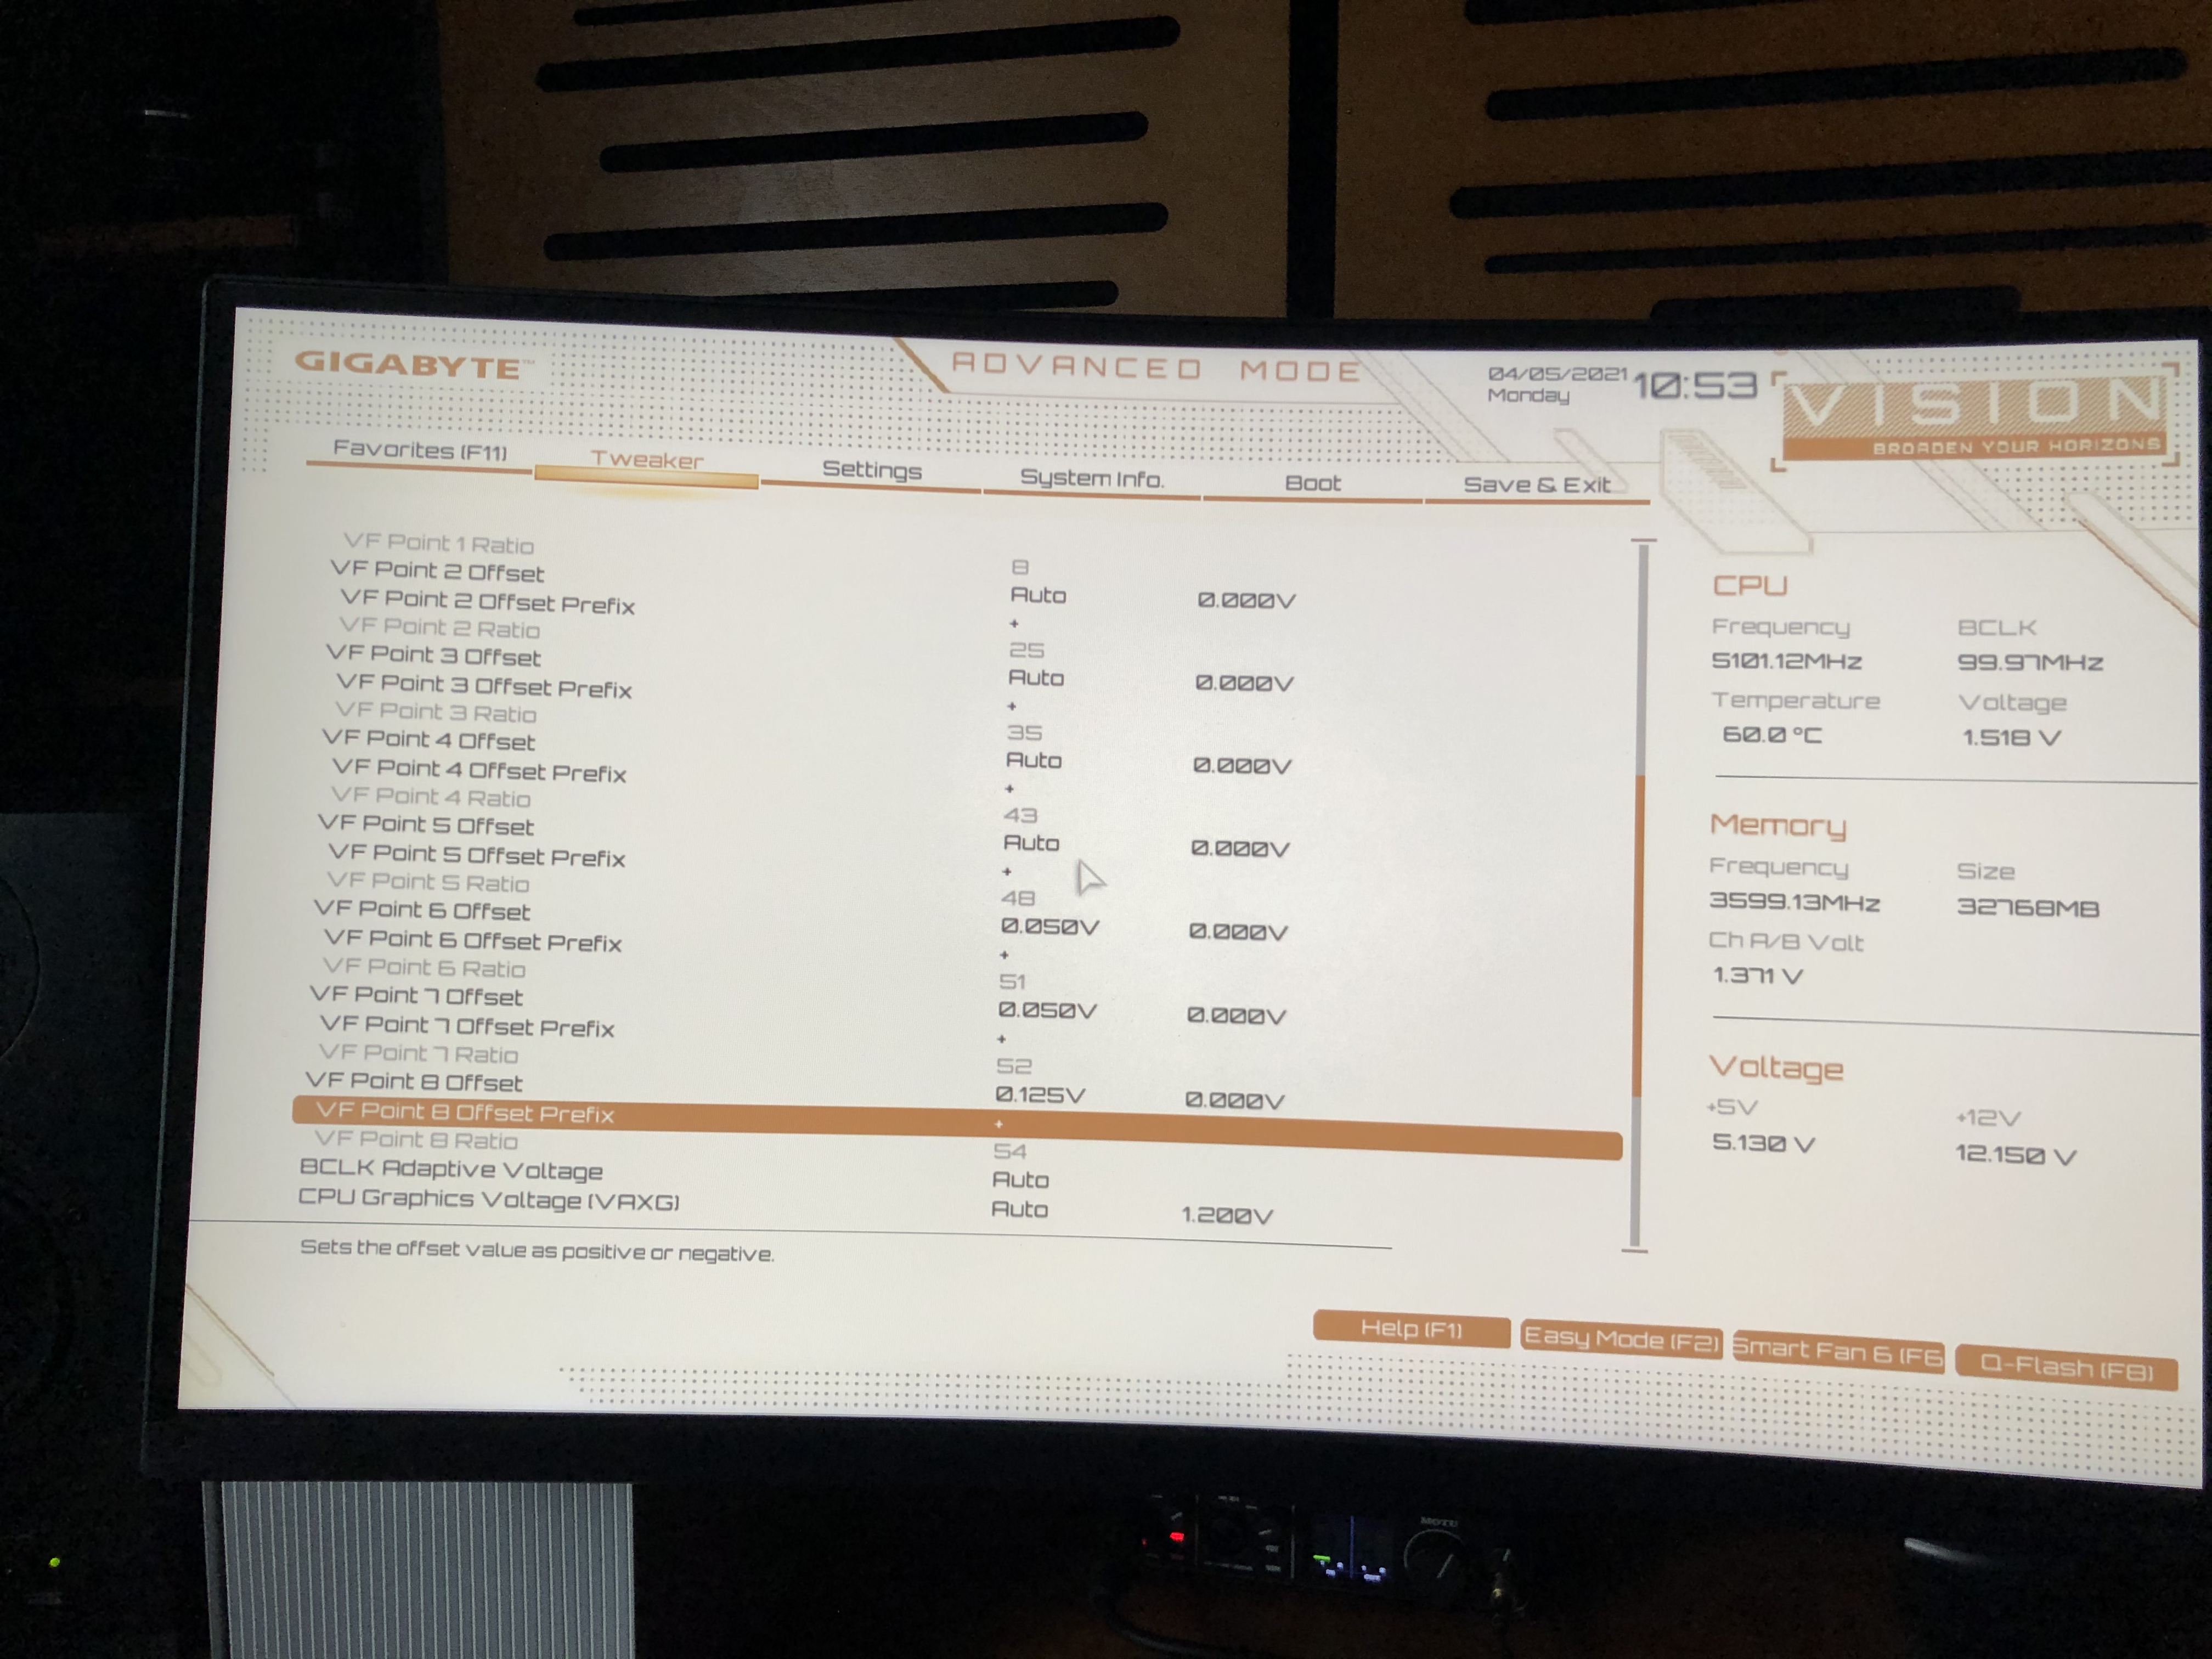 GIGABYTE™
ADVANCED MODE
04/05/2021
Monday
10:53
VISION
BROADEN YOUR HORIZONS
Favorites (F11)
Tweaker
Settings
System Info.
Boot
Save & Exit
VF Point 1 Ratio 8
VF Point 2 Offset Auto 0.000V
VF Point 2 Offset Prefix +
VF Point 2 Ratio 25
VF Point 3 Offset Auto 0.000V
VF Point 3 Offset Prefix +
VF Point 3 Ratio 35
VF Point 4 Offset Auto 0.000V
VF Point 4 Offset Prefix +
VF Point 4 Ratio 43
VF Point 5 Offset Auto 0.000V
VF Point 5 Offset Prefix +
VF Point 5 Ratio 48
VF Point 6 Offset 0.050V 0.000V
VF Point 6 Offset Prefix +
VF Point 6 Ratio 51
VF Point 7 Offset 0.050V 0.000V
VF Point 7 Offset Prefix +
VF Point 7 Ratio 52
VF Point 8 Offset 0.125V 0.000V
VF Point 8 Offset Prefix +
VF Point 8 Ratio 54
BCLK Adaptive Voltage Auto
CPU Graphics Voltage (VAXG) Auto 1.200V
Sets the offset value as positive or negative.
CPU
Frequency BCLK
5101.12MHz 99.97MHz
Temperature Voltage
60.0 °C 1.518 V
Memory
Frequency Size
3599.13MHz 32768MB
Ch A/B Volt
1.371 V
Voltage
+5V +12V
5.130 V 12.150 V
Help (F1)
Easy Mode (F2)
Smart Fan 6 (F6
Q-Flash (F8)
MOTU